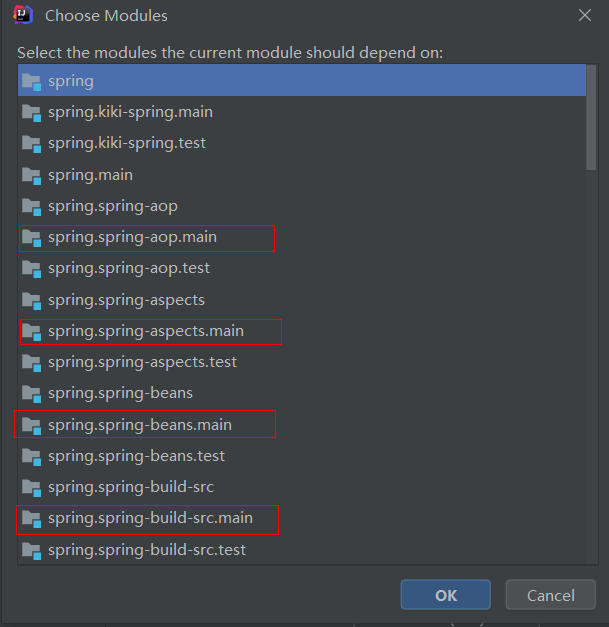 Choose Modules
Select the modules the current module should depend on:
spring
spring.kiki-spring.main
spring.kiki-spring.test
spring.main
spring.spring-aop
spring.spring-aop.main
spring.spring-aop.test
spring.spring-aspects
spring.spring-aspects.main
spring.spring-aspects.test
spring.spring-beans
spring.spring-beans.main
spring.spring-beans.test
spring.spring-build-src
spring.spring-build-src.main
spring.spring-build-src.test
OK Cancel